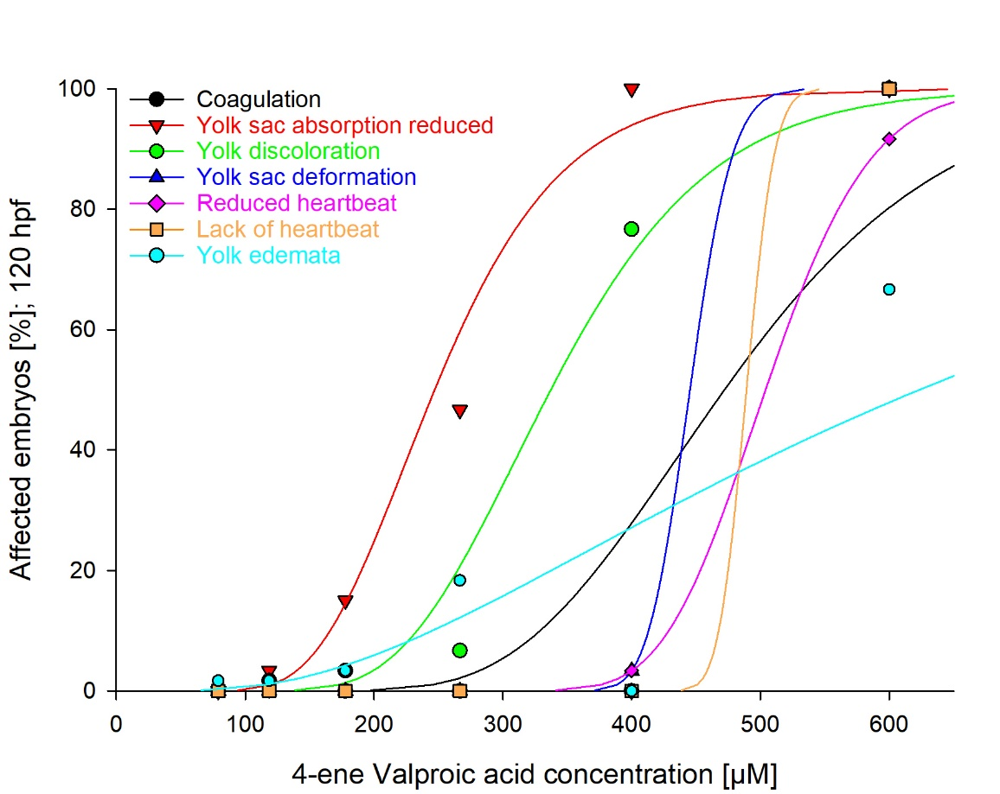 100
80
60
40
20
0
Coagulation
Yolk sac absorption reduced
Yolk discoloration
Yolk sac deformation
Reduced heartbeat
Lack of heartbeat
Yolk edemata
Affected embryos [%]; 120 hpf
0 100 200 300 400 500 600
4-ene Valproic acid concentration [µM]